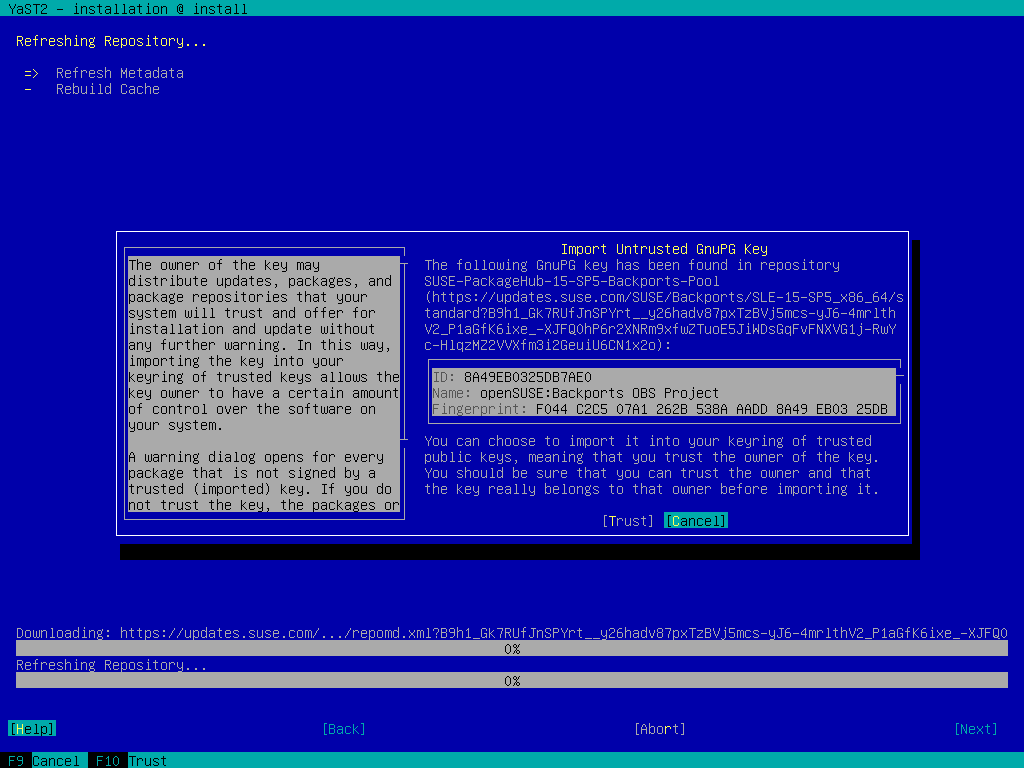 YaST2 - installation @ install
Refreshing Repository...
=> Refresh Metadata
- Rebuild Cache
The owner of the key may
distribute updates, packages, and
package repositories that your
system will trust and offer for
installation and update without
any further warning. In this way,
importing the key into your
keyring of trusted keys allows the
key owner to have a certain amount
of control over the software on
your system.
A warning dialog opens for every
package that is not signed by a
trusted (imported) key. If you do
not trust the key, the packages or
Import Untrusted GnuPG Key
The following GnuPG key has been found in repository
SUSE-PackageHub-15-SP5-Backports-Pool
(https://updates.suse.com/SUSE/Backports/SLE-15-SP5_x86_64/s
tandard?B9h1_Gk7RUfJnSPYrt__y26hadv87pxTzBVj5mcs-yJ6-4mrlth
V2_P1aGfK6ixe_-XJFQOhP6r2XNRm9xfwZTuoE5JiWDsGqFvFNXVG1j-RwY
c-HlqzMZ2VVXfm3i2GeuiU6CN1x2o):
ID: 8A49EB0325DB7AE0
Name: openSUSE:Backports OBS Project
Fingerprint: F044 C2C5 07A1 262B 538A AADD 8A49 EB03 25DB
You can choose to import it into your keyring of trusted
public keys, meaning that you trust the owner of the key.
You should be sure that you can trust the owner and that
the key really belongs to that owner before importing it.
[Trust] [Cancel]
Downloading: https://updates.suse.com/.../repomd.xml?B9h1_Gk7RUfJnSPYrt__y26hadv87pxTzBVj5mcs-yJ6-4mrlthV2_P1aGfK6ixe_-XJFQO
0%
Refreshing Repository...
0%
[Help] [Back] [Abort] [Next]
F9 Cancel F10 Trust